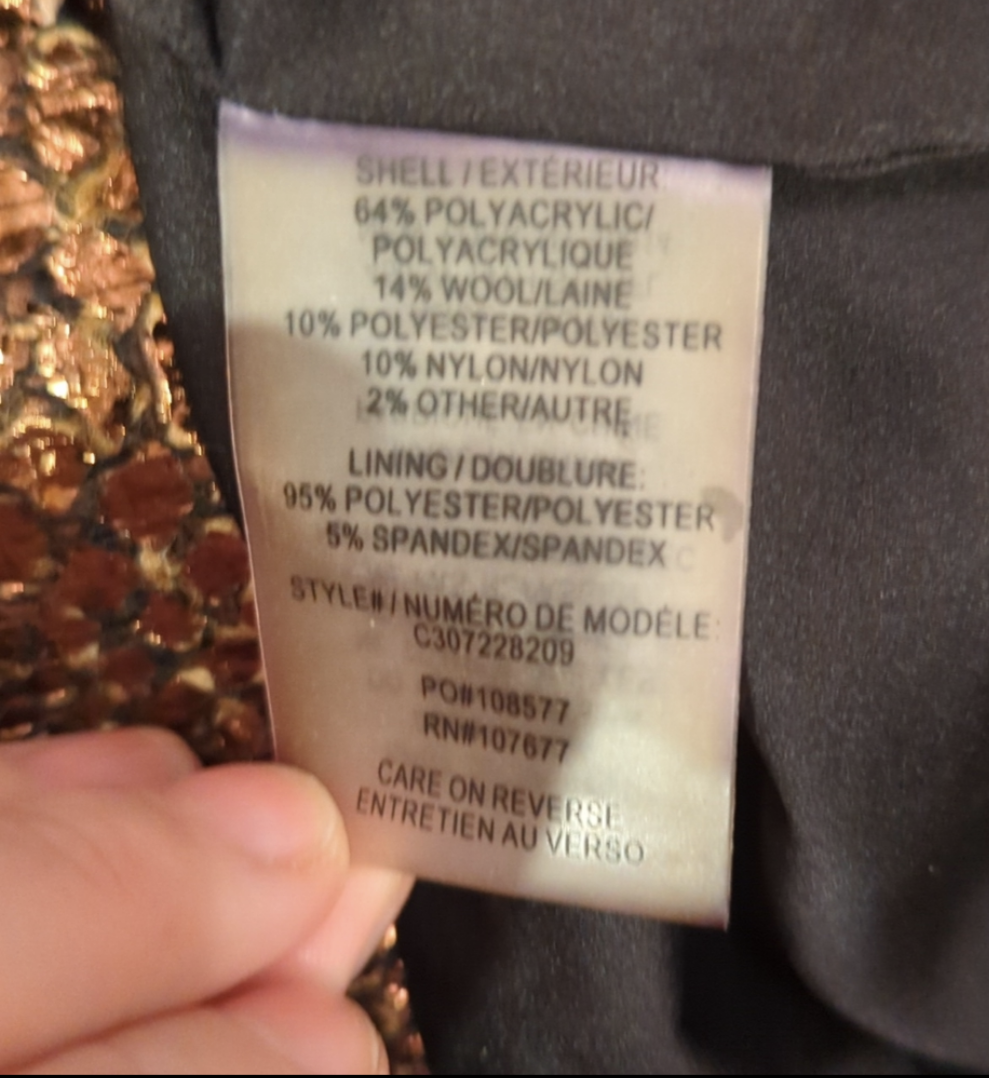 SHELL / EXTÉRIEUR
64% POLYACRYLIC/
POLYACRYLIQUE
14% WOOL/LAINE
10% POLYESTER/POLYESTER
10% NYLON/NYLON
2% OTHER/AUTRE
LINING / DOUBLURE:
95% POLYESTER/POLYESTER
5% SPANDEX/SPANDEX
STYLE# / NUMÉRO DE MODÉLE:
C307228209
PO#108577
RN#107677
CARE ON REVERSE
ENTRETIEN AU VERSO